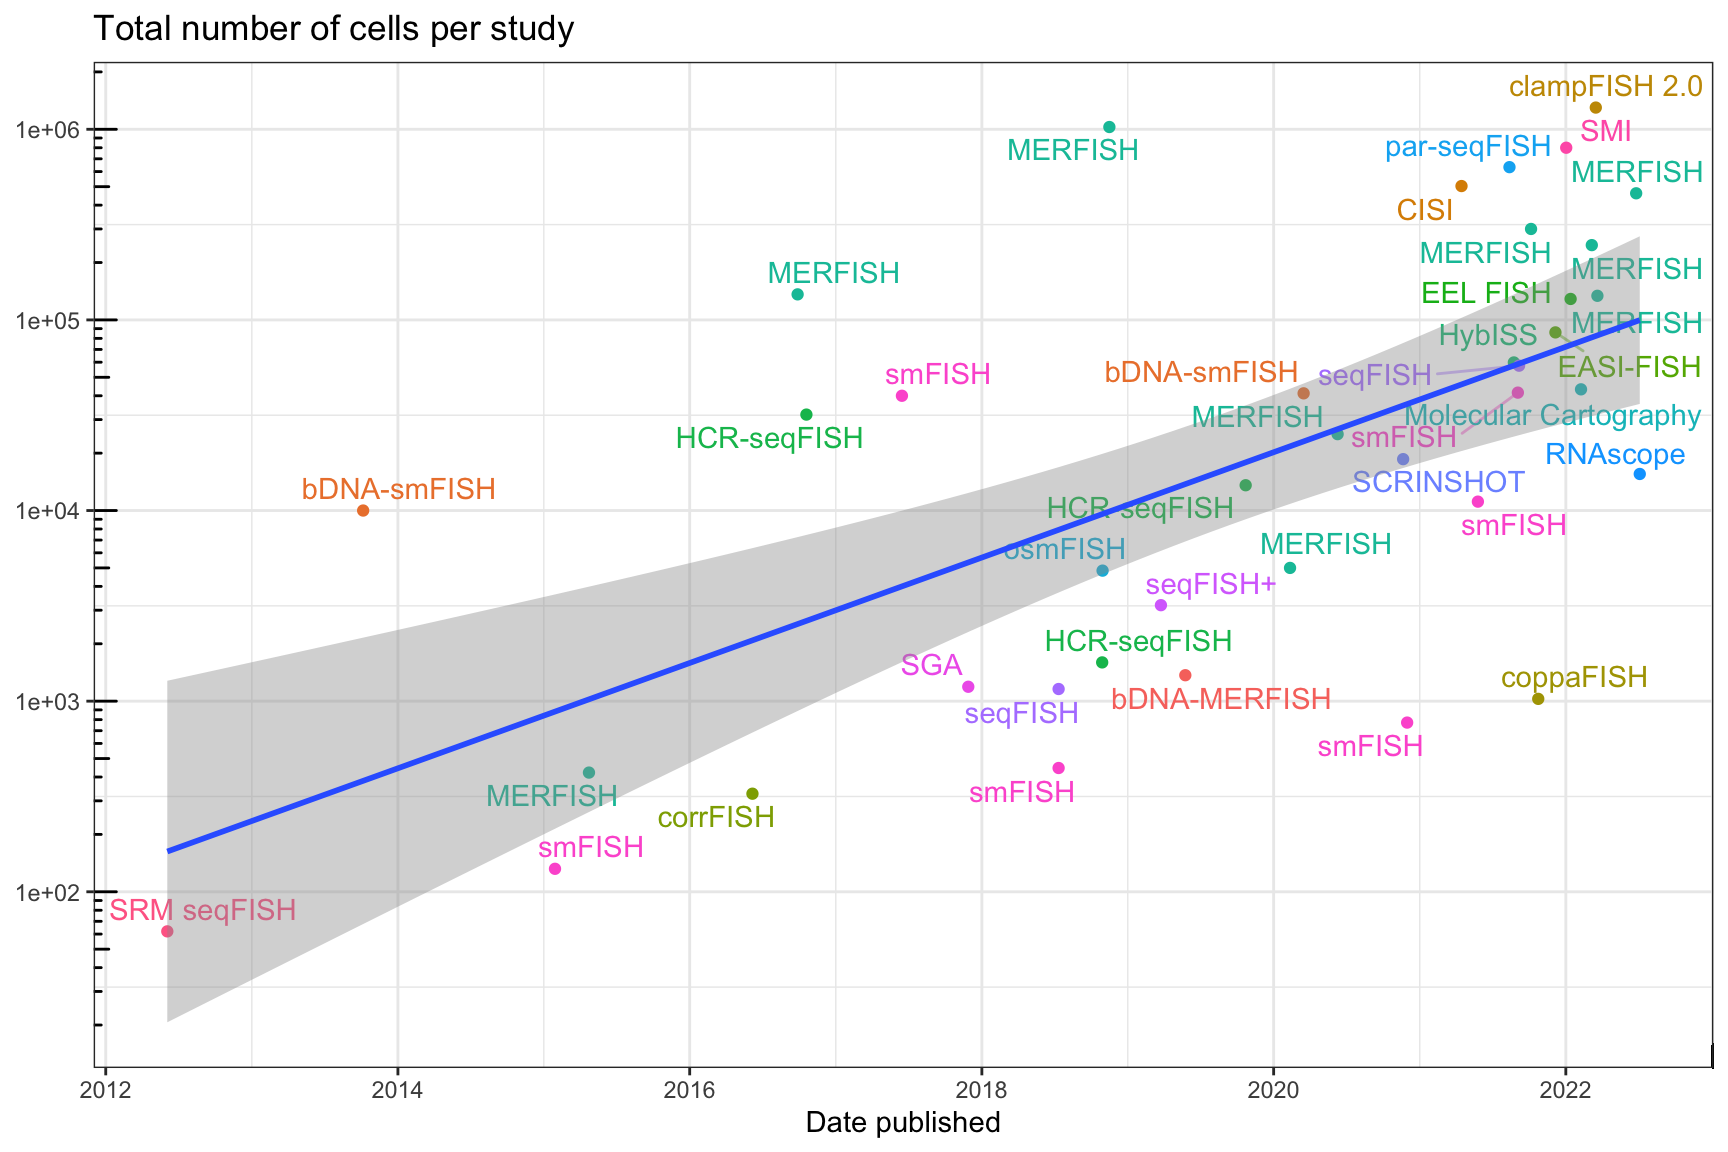 Total number of cells per study
clampFISH 2.0
1e+06
MERFISH
SMI
par-seqFISH
MERFISH
CISI
MERFISH
MERFISH
MERFISH
EEL FISH
1e+05
MERFISH
HybISS
EASI-FISH
smFISH
bDNA-smFISH
seqFISH
HCR-seqFISH
MERFISH
Molecular Cartography
smFISH
RNAscope
bDNA-smFISH
SCRINSHOT
1e+04
HCR-seqFISH
smFISH
osmFISH
MERFISH
seqFISH+
HCR-seqFISH
SGA
coppaFISH
1e+03
seqFISH
bDNA-MERFISH
smFISH
MERFISH
smFISH
corrFISH
smFISH
1e+02
SRM seqFISH
2012
2014
2016
2018
2020
2022
Date published